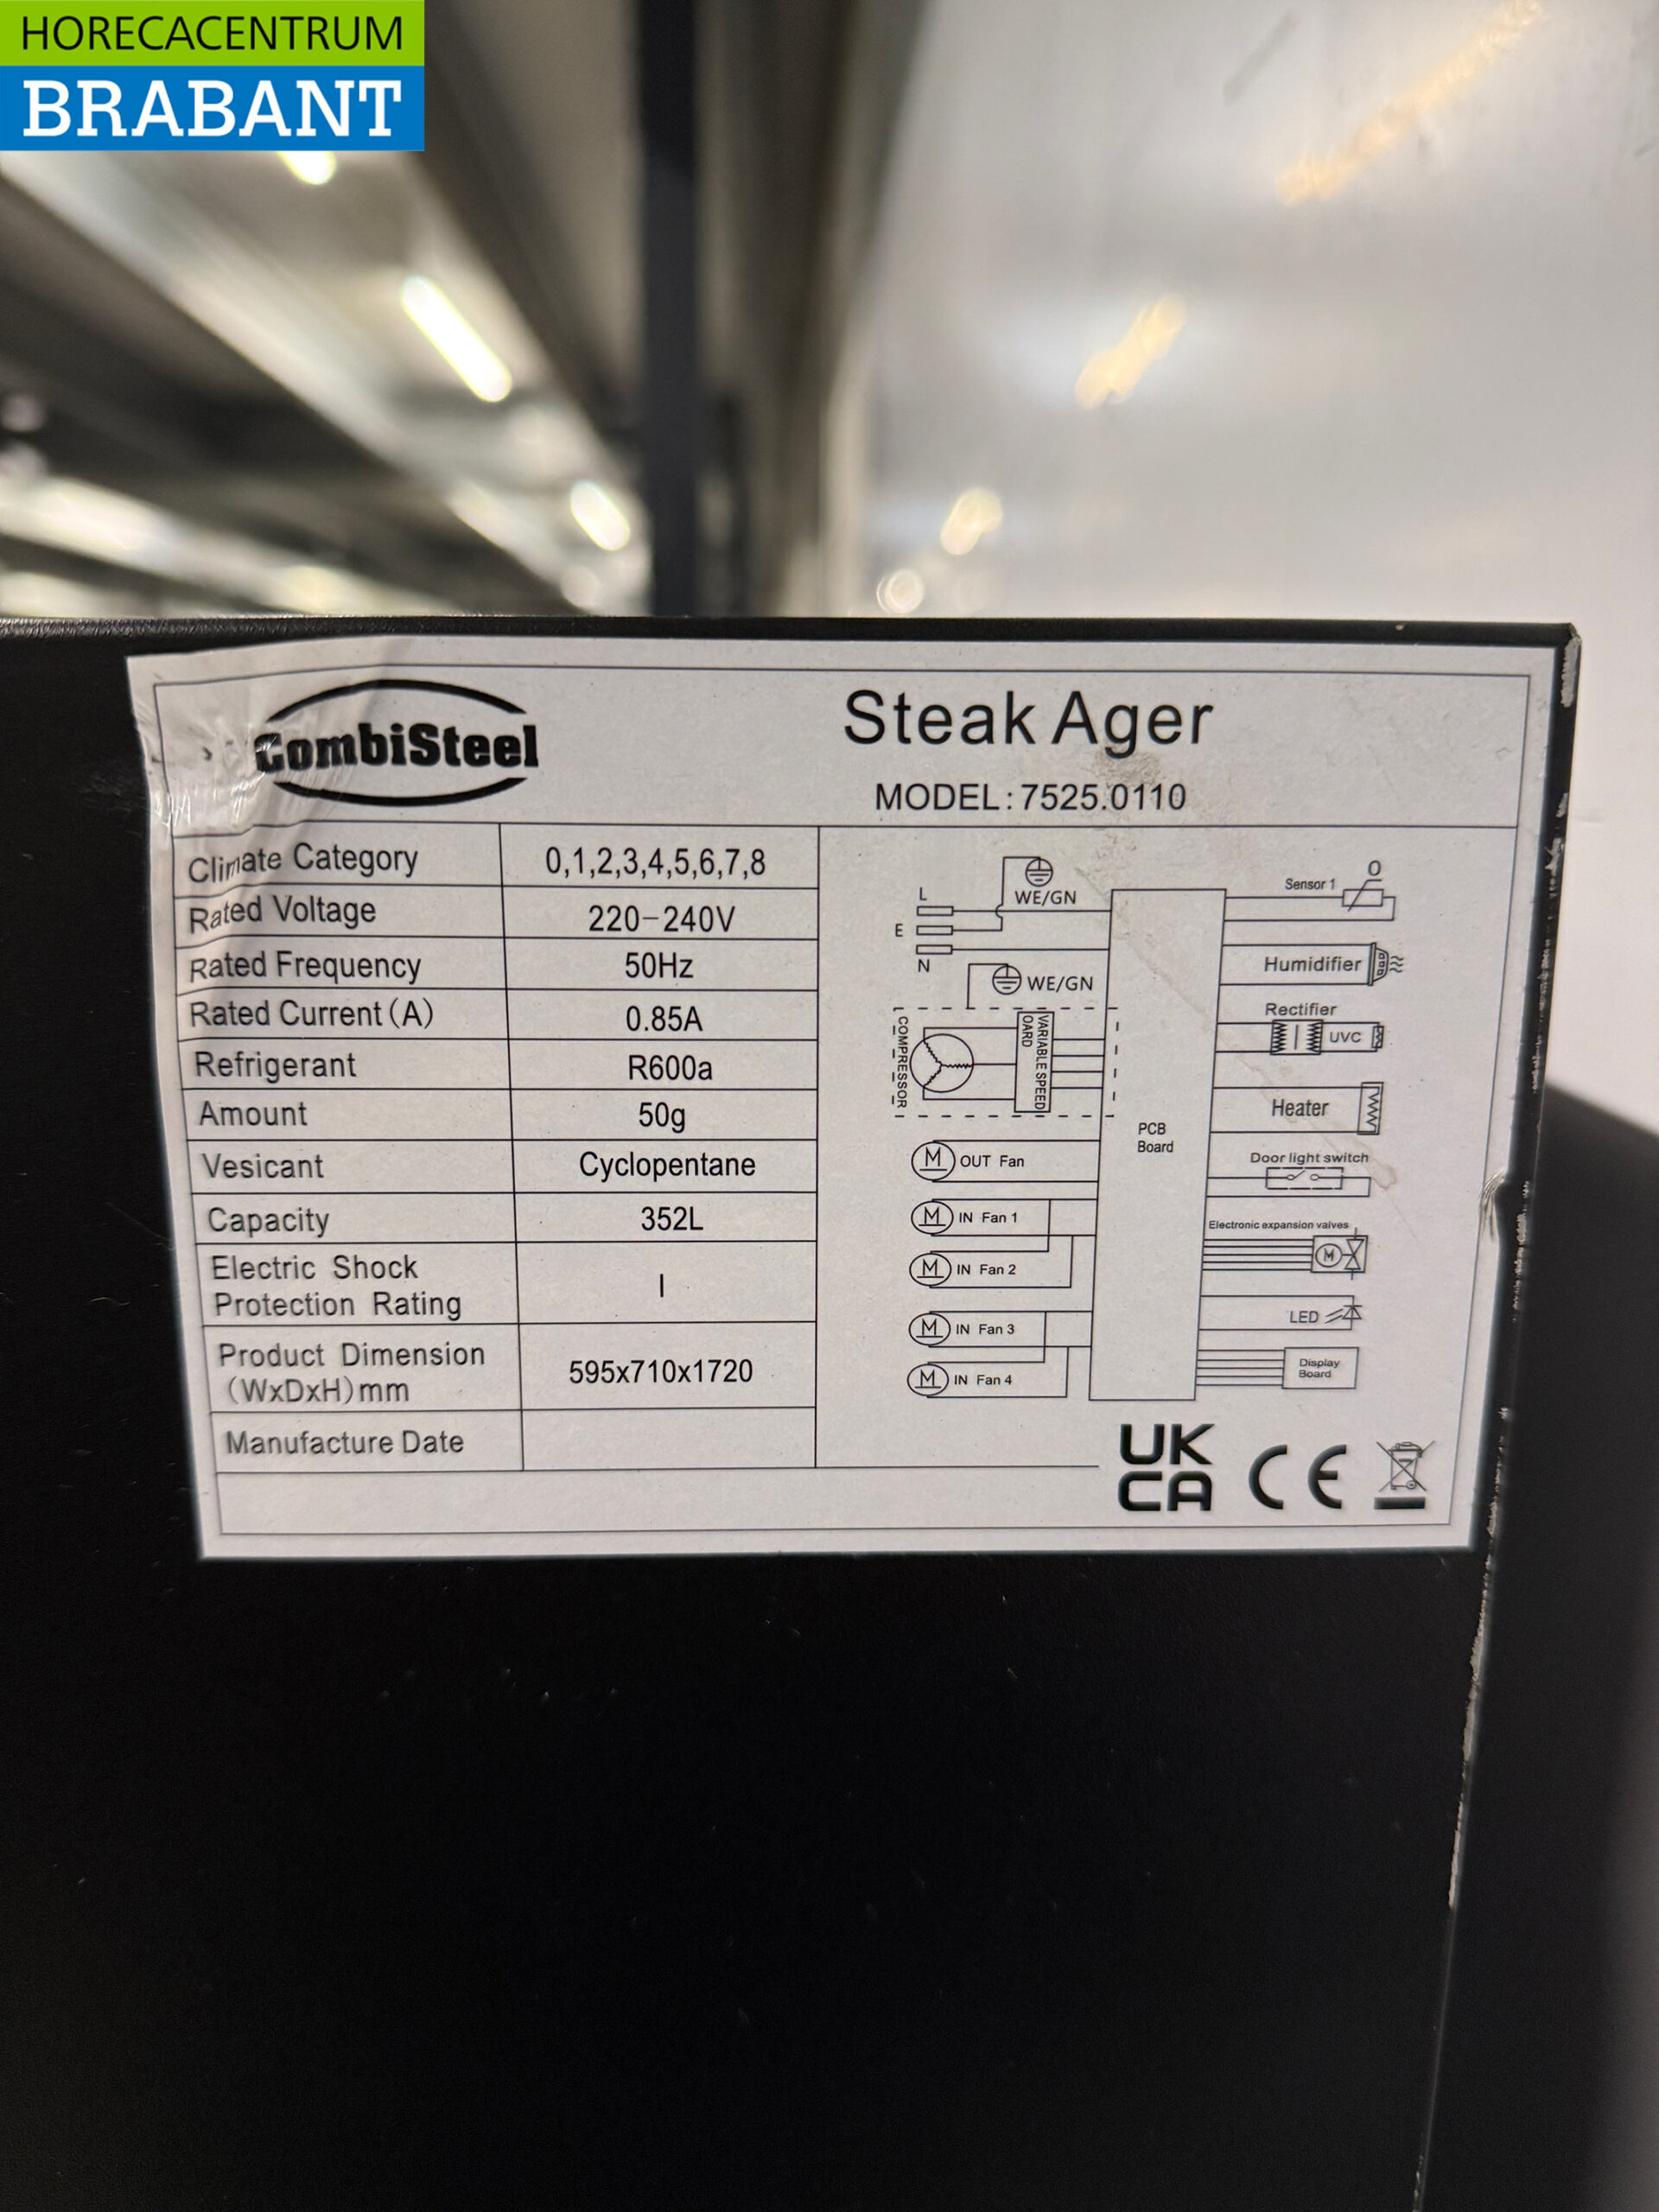 HORECACENTRUM
BRABANT
CombiSteel
Steak Ager
MODEL: 7525.0110
Climate Category 0,1,2,3,4,5,6,7,8
Rated Voltage 220-240V
Rated Frequency 50Hz
Rated Current (A) 0.85A
Refrigerant R600a
Amount 50g
Vesicant Cyclopentane
Capacity 352L
Electric Shock
Protection Rating I
Product Dimension
(WxDxH)mm 595x710x1720
Manufacture Date
L
E
N
WE/GN
WE/GN
COMPRESSOR
VARIABLE SPEED
OARD
M OUT Fan
M IN Fan 1
M IN Fan 2
M IN Fan 3
M IN Fan 4
PCB
Board
Sensor 1
O
Humidifier
Rectifier
UVC
Heater
Door light switch
Electronic expansion valves
M
LED
Display
Board
UK
CA
CE